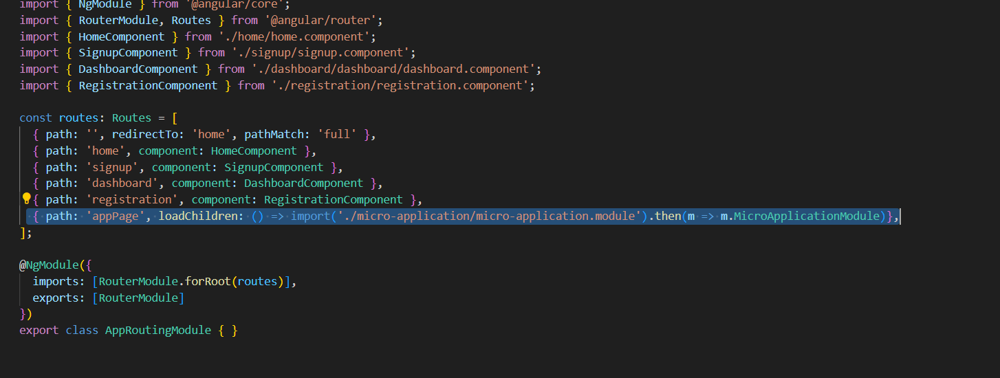 import { NgModule } from '@angular/core';
import { RouterModule, Routes } from '@angular/router';
import { HomeComponent } from './home/home.component';
import { SignupComponent } from './signup/signup.component';
import { DashboardComponent } from './dashboard/dashboard/dashboard.component';
import { RegistrationComponent } from './registration/registration.component';
const routes: Routes = [
{ path: '', redirectTo: 'home', pathMatch: 'full' },
{ path: 'home', component: HomeComponent },
{ path: 'signup', component: SignupComponent },
{ path: 'dashboard', component: DashboardComponent },
{ path: 'registration', component: RegistrationComponent },
{ path: 'appPage', loadChildren: () => import('./micro-application/micro-application.module').then(m => m.MicroApplicationModule)},
];
@NgModule({
imports: [RouterModule.forRoot(routes)],
exports: [RouterModule]
})
export class AppRoutingModule { }